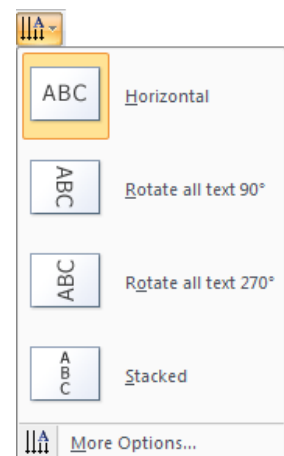 A
ABC Horizontal
ABC Rotate all text 90°
ABC Rotate all text 270°
A
B
C
Stacked
A More Options...